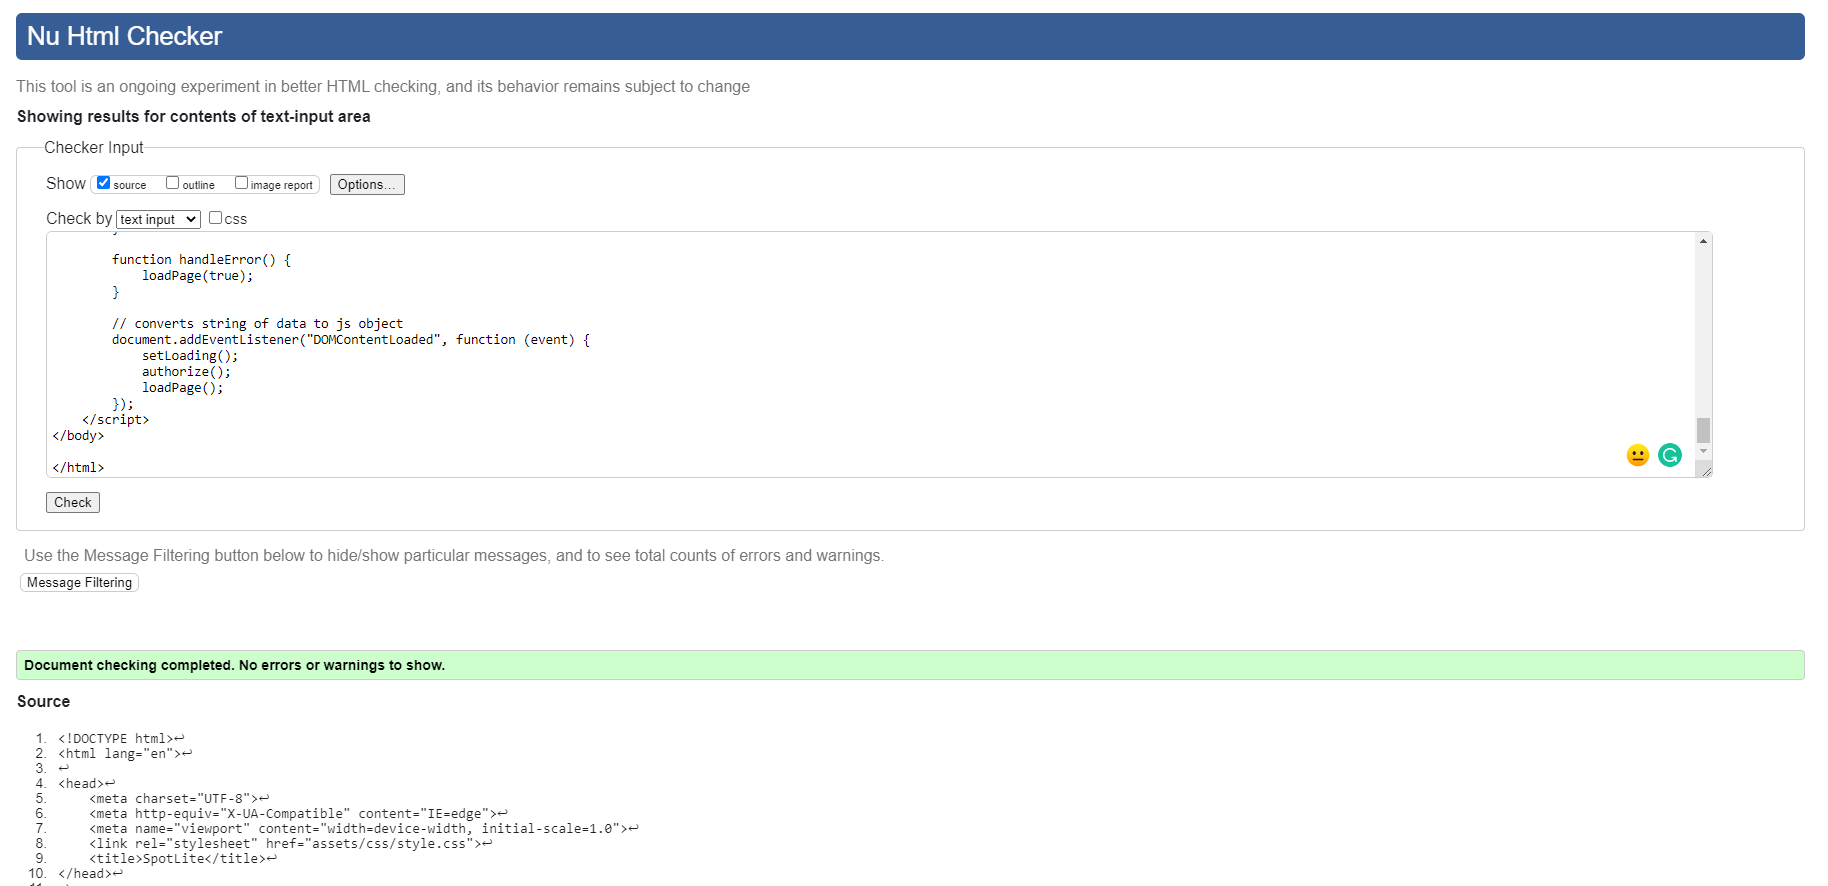 Nu Html Checker
This tool is an ongoing experiment in better HTML checking, and its behavior remains subject to change
Showing results for contents of text-input area
Checker Input
Show source outline image report Options...
Check by text input css
function handleError() {
loadPage(true);
}
// converts string of data to js object
document.addEventListener("DOMContentLoaded", function (event) {
setLoading();
authorize();
loadPage();
});
</script>
</body>
</html>
Check
Use the Message Filtering button below to hide/show particular messages, and to see total counts of errors and warnings.
Message Filtering
Document checking completed. No errors or warnings to show.
Source
1. <!DOCTYPE html>↩
2. <html lang="en">↩
3. ↩
4. <head>↩
5. <meta charset="UTF-8">↩
6. <meta http-equiv="X-UA-Compatible" content="IE=edge">↩
7. <meta name="viewport" content="width=device-width, initial-scale=1.0">↩
8. <link rel="stylesheet" href="assets/css/style.css">↩
9. <title>SpotLite</title>↩
10. </head>↩